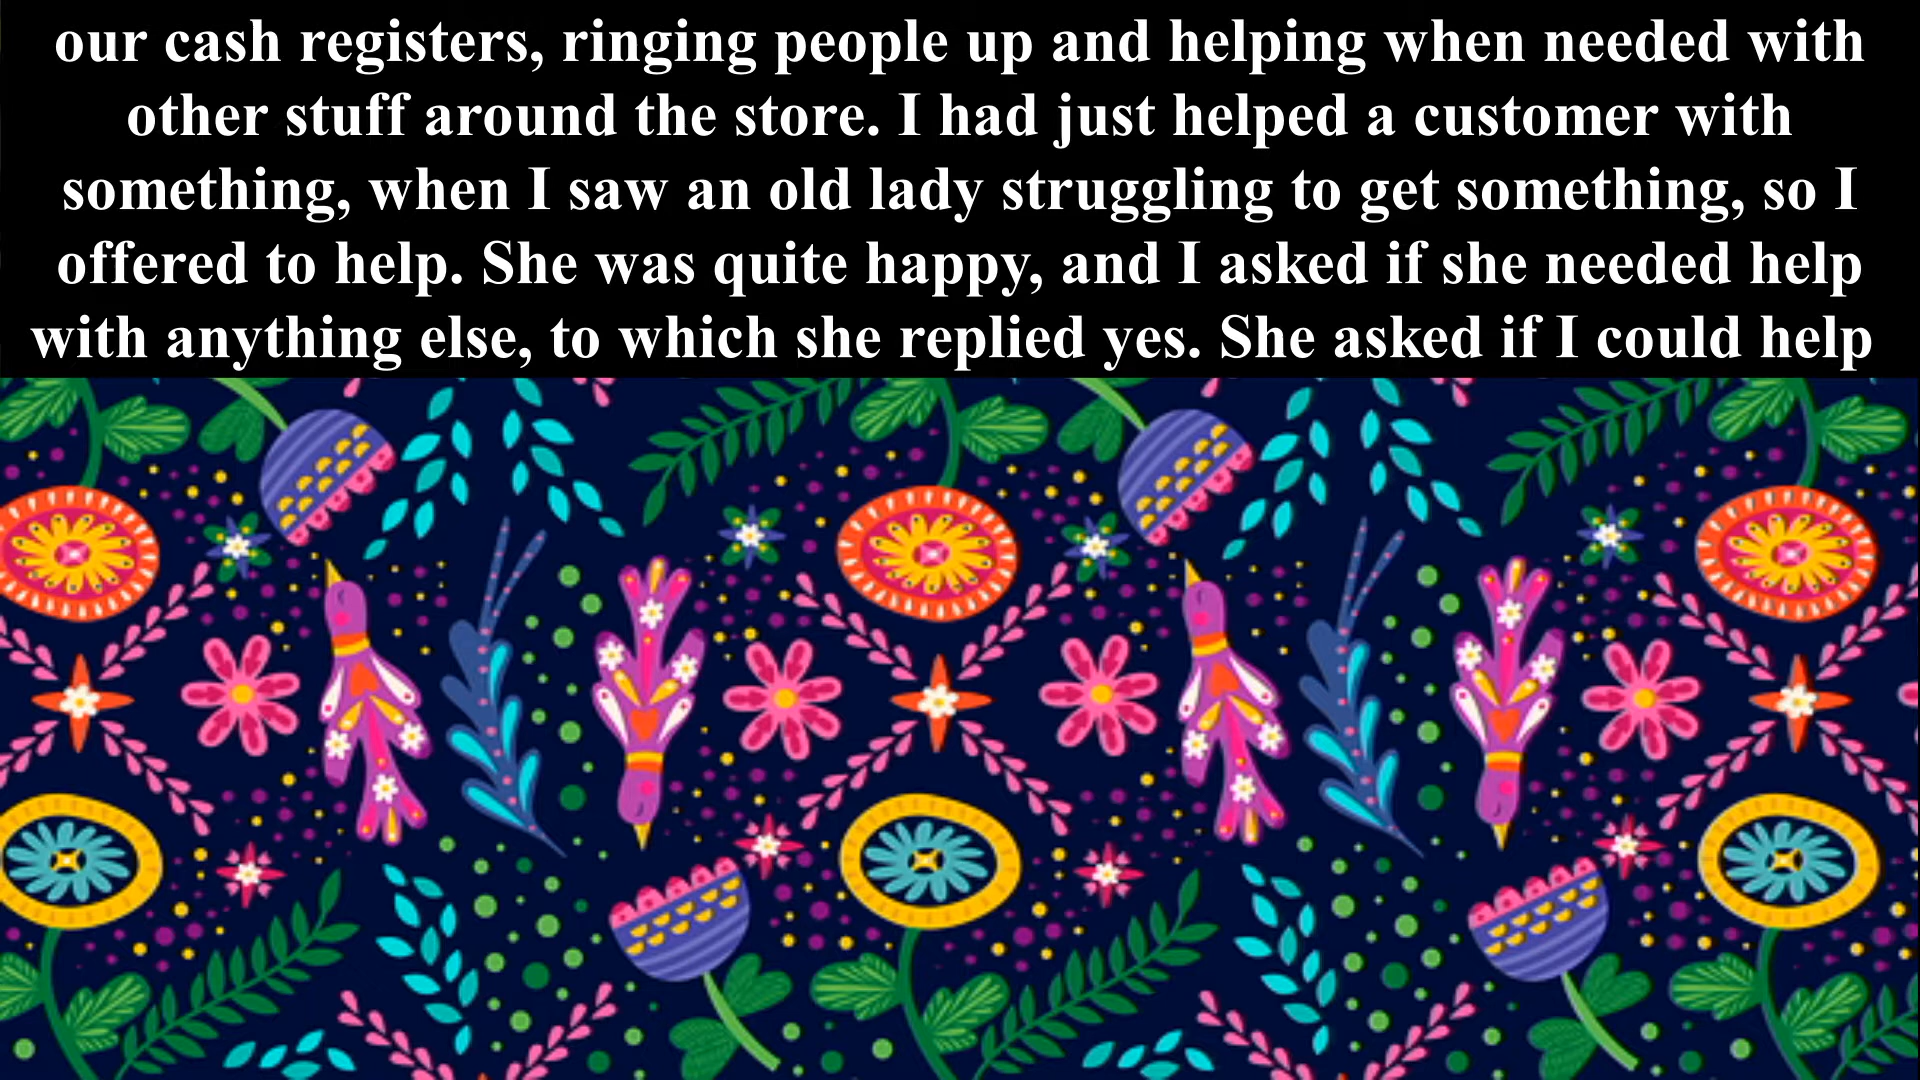 our cash registers, ringing people up and helping when needed with
other stuff around the store. I had just helped a customer with
something, when I saw an old lady struggling to get something, so I
offered to help. She was quite happy, and I asked if she needed help
with anything else, to which she replied yes. She asked if I could help